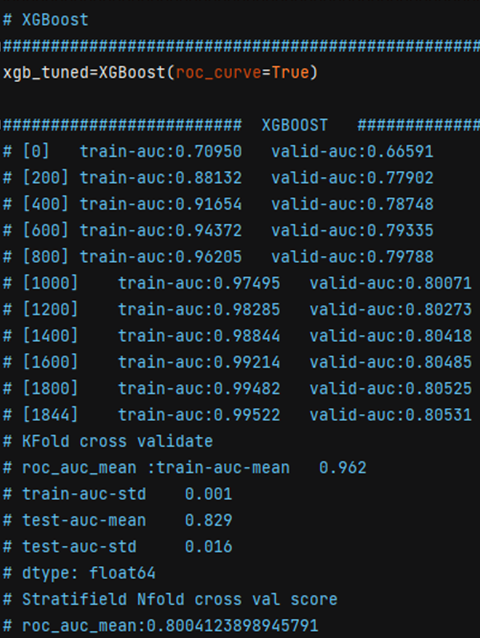 # XGBoost
################################################
xgb_tuned=XGBoost(roc_curve=True)
######################### XGBOOST #############
# [0] train-auc:0.70950 valid-auc:0.66591
# [200] train-auc:0.88132 valid-auc:0.77902
# [400] train-auc:0.91654 valid-auc:0.78748
# [600] train-auc:0.94372 valid-auc:0.79335
# [800] train-auc:0.96205 valid-auc:0.79788
# [1000] train-auc:0.97495 valid-auc:0.80071
# [1200] train-auc:0.98285 valid-auc:0.80273
# [1400] train-auc:0.98844 valid-auc:0.80418
# [1600] train-auc:0.99214 valid-auc:0.80485
# [1800] train-auc:0.99482 valid-auc:0.80525
# [1844] train-auc:0.99522 valid-auc:0.80531
# KFold cross validate
# roc_auc_mean :train-auc-mean 0.962
# train-auc-std 0.001
# test-auc-mean 0.829
# test-auc-std 0.016
# dtype: float64
# Stratifield Nfold cross val score
# roc_auc_mean:0.8004123898945791